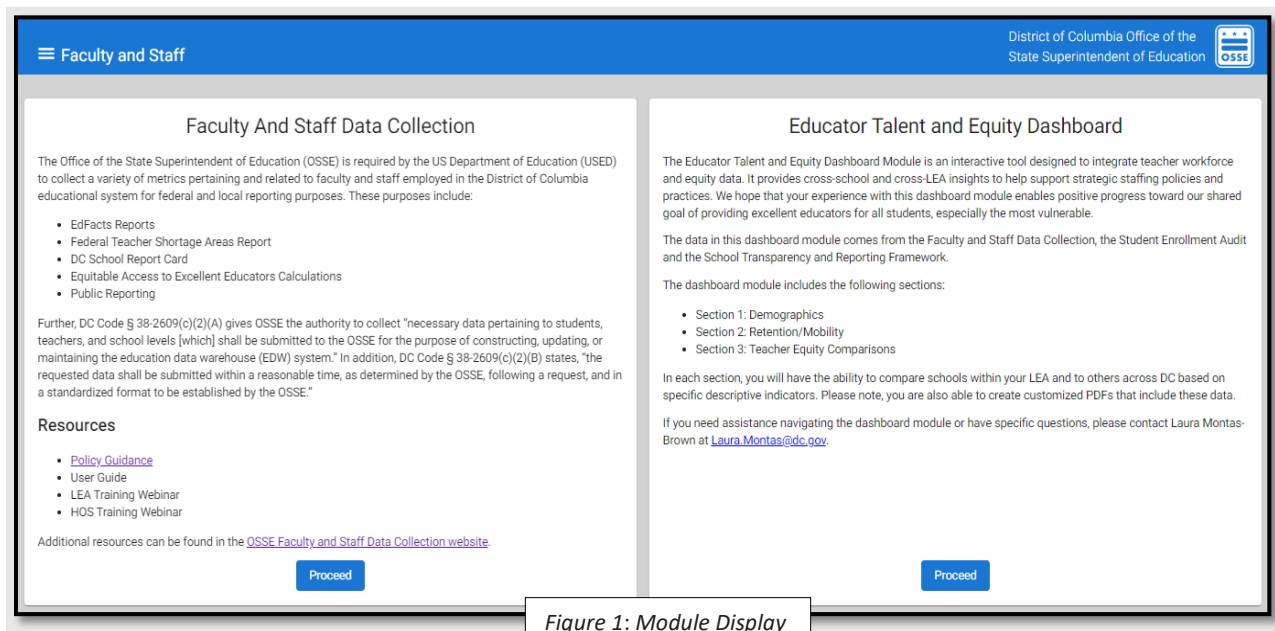 ☰ Faculty and Staff
District of Columbia Office of the
State Superintendent of Education
OSSE
Faculty And Staff Data Collection
The Office of the State Superintendent of Education (OSSE) is required by the US Department of Education (USED)
to collect a variety of metrics pertaining and related to faculty and staff employed in the District of Columbia
educational system for federal and local reporting purposes. These purposes include:
• EdFacts Reports
• Federal Teacher Shortage Areas Report
• DC School Report Card
• Equitable Access to Excellent Educators Calculations
• Public Reporting
Further, DC Code § 38-2609(c)(2)(A) gives OSSE the authority to collect “necessary data pertaining to students,
teachers, and school levels [which] shall be submitted to the OSSE for the purpose of constructing, updating, or
maintaining the education data warehouse (EDW) system.” In addition, DC Code § 38-2609(c)(2)(B) states, “the
requested data shall be submitted within a reasonable time, as determined by the OSSE, following a request, and in
a standardized format to be established by the OSSE.”
Resources
• Policy Guidance
• User Guide
• LEA Training Webinar
• HOS Training Webinar
Additional resources can be found in the OSSE Faculty and Staff Data Collection website.
Proceed
Educator Talent and Equity Dashboard
The Educator Talent and Equity Dashboard Module is an interactive tool designed to integrate teacher workforce
and equity data. It provides cross-school and cross-LEA insights to help support strategic staffing policies and
practices. We hope that your experience with this dashboard module enables positive progress toward our shared
goal of providing excellent educators for all students, especially the most vulnerable.
The data in this dashboard module comes from the Faculty and Staff Data Collection, the Student Enrollment Audit
and the School Transparency and Reporting Framework.
The dashboard module includes the following sections:
• Section 1: Demographics
• Section 2: Retention/Mobility
• Section 3: Teacher Equity Comparisons
In each section, you will have the ability to compare schools within your LEA and to others across DC based on
specific descriptive indicators. Please note, you are also able to create customized PDFs that include these data.
If you need assistance navigating the dashboard module or have specific questions, please contact Laura Montas-
Brown at Laura.Montas@dc.gov.
Proceed
Figure 1: Module Display